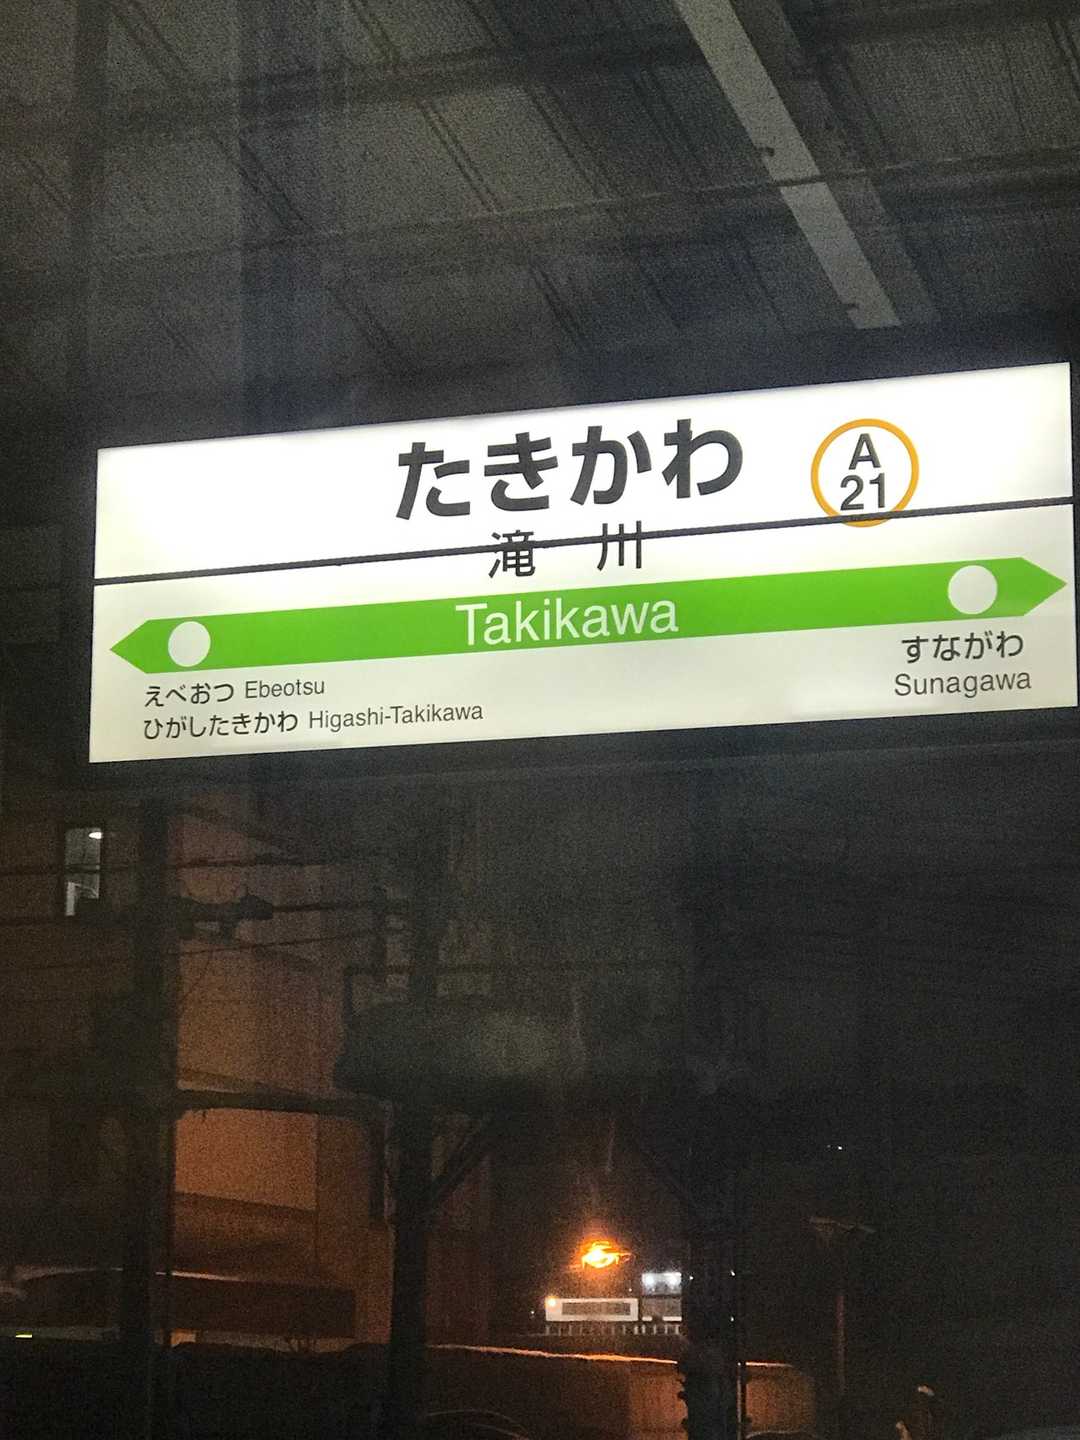 たきかわ
A
21
滝川
Takikawa
すながわ
Sunagawa
えべおつ Ebeotsu
ひがしたきかわ Higashi-Takikawa